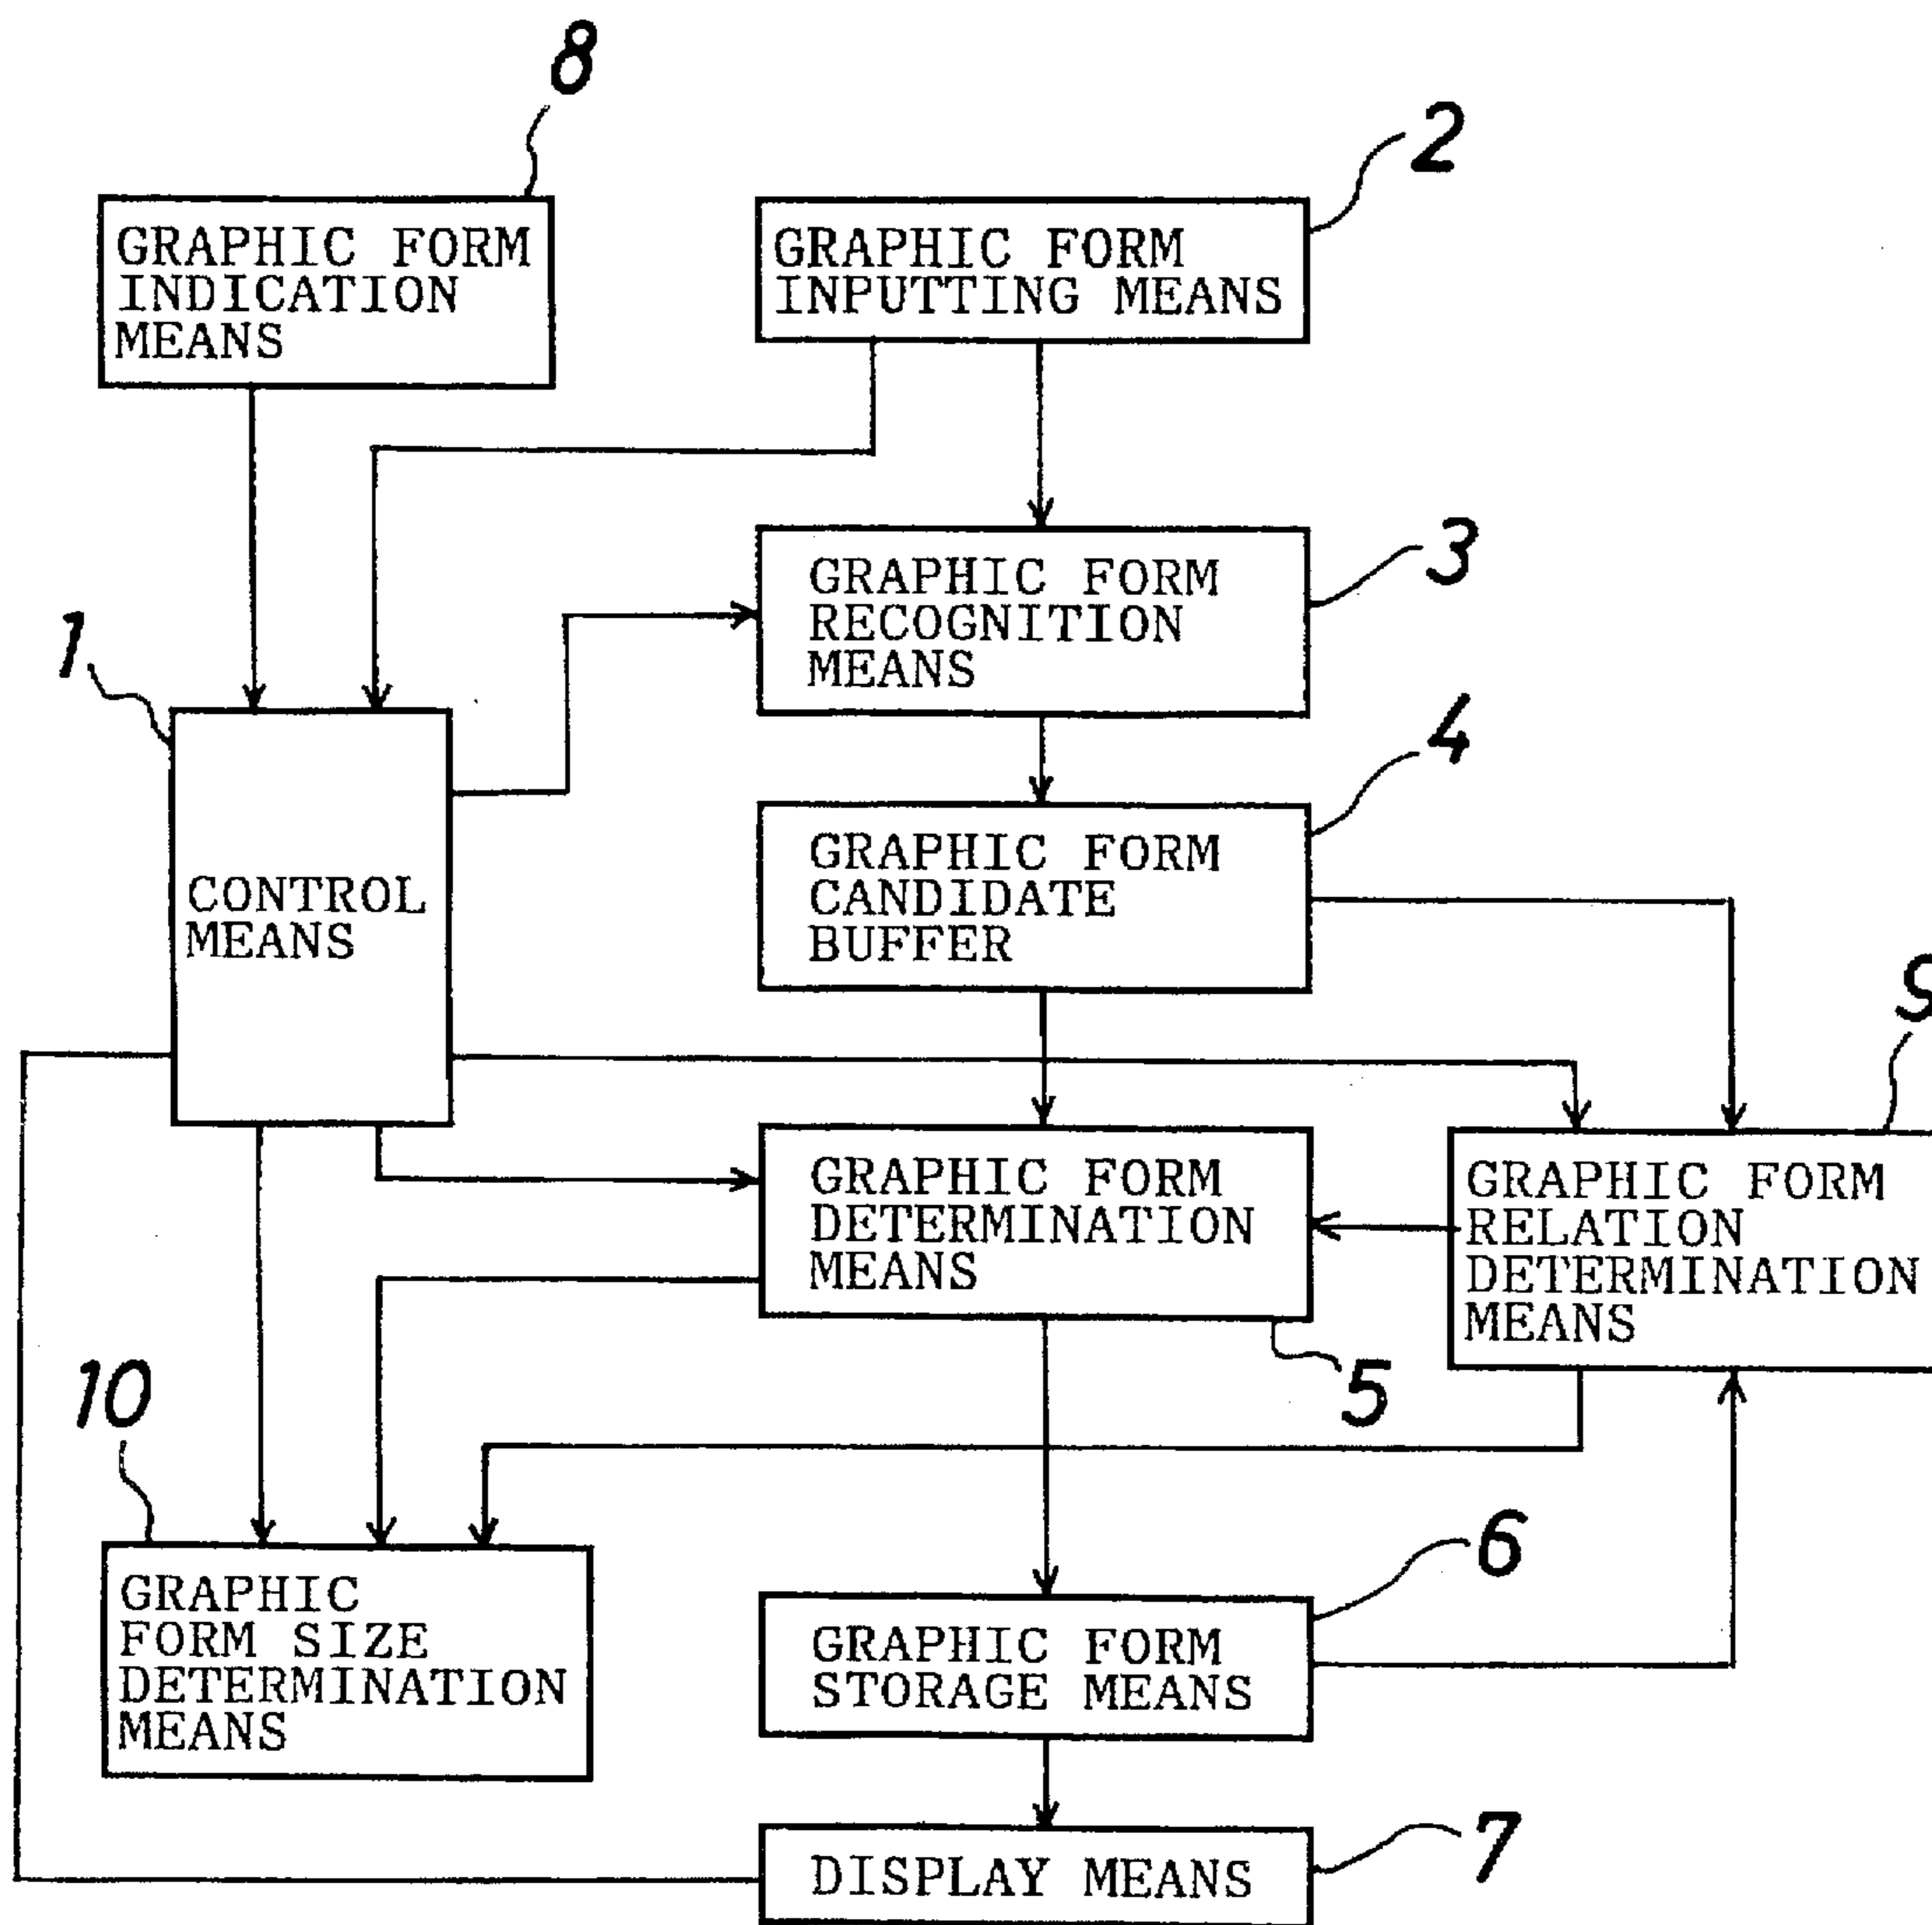 8
2
GRAPHIC FORM
INDICATION
MEANS
GRAPHIC FORM
INPUTTING MEANS
3
GRAPHIC FORM
RECOGNITION
MEANS
1
4
CONTROL
MEANS
GRAPHIC FORM
CANDIDATE
BUFFER
GRAPHIC FORM
DETERMINATION
MEANS
GRAPHIC FORM
RELATION
DETERMINATION
MEANS
5
10
6
GRAPHIC
FORM SIZE
DETERMINATION
MEANS
GRAPHIC FORM
STORAGE MEANS
7
DISPLAY MEANS